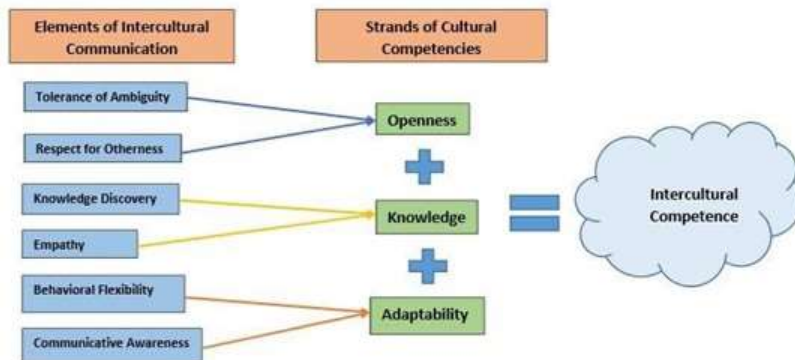 Elements of Intercultural
Communication
Strands of Cultural
Competencies
Tolerance of Ambiguity
Respect for Otherness
Knowledge Discovery
Empathy
Behavioral Flexibility
Communicative Awareness
Openness
Knowledge
Adaptability
Intercultural
Competence